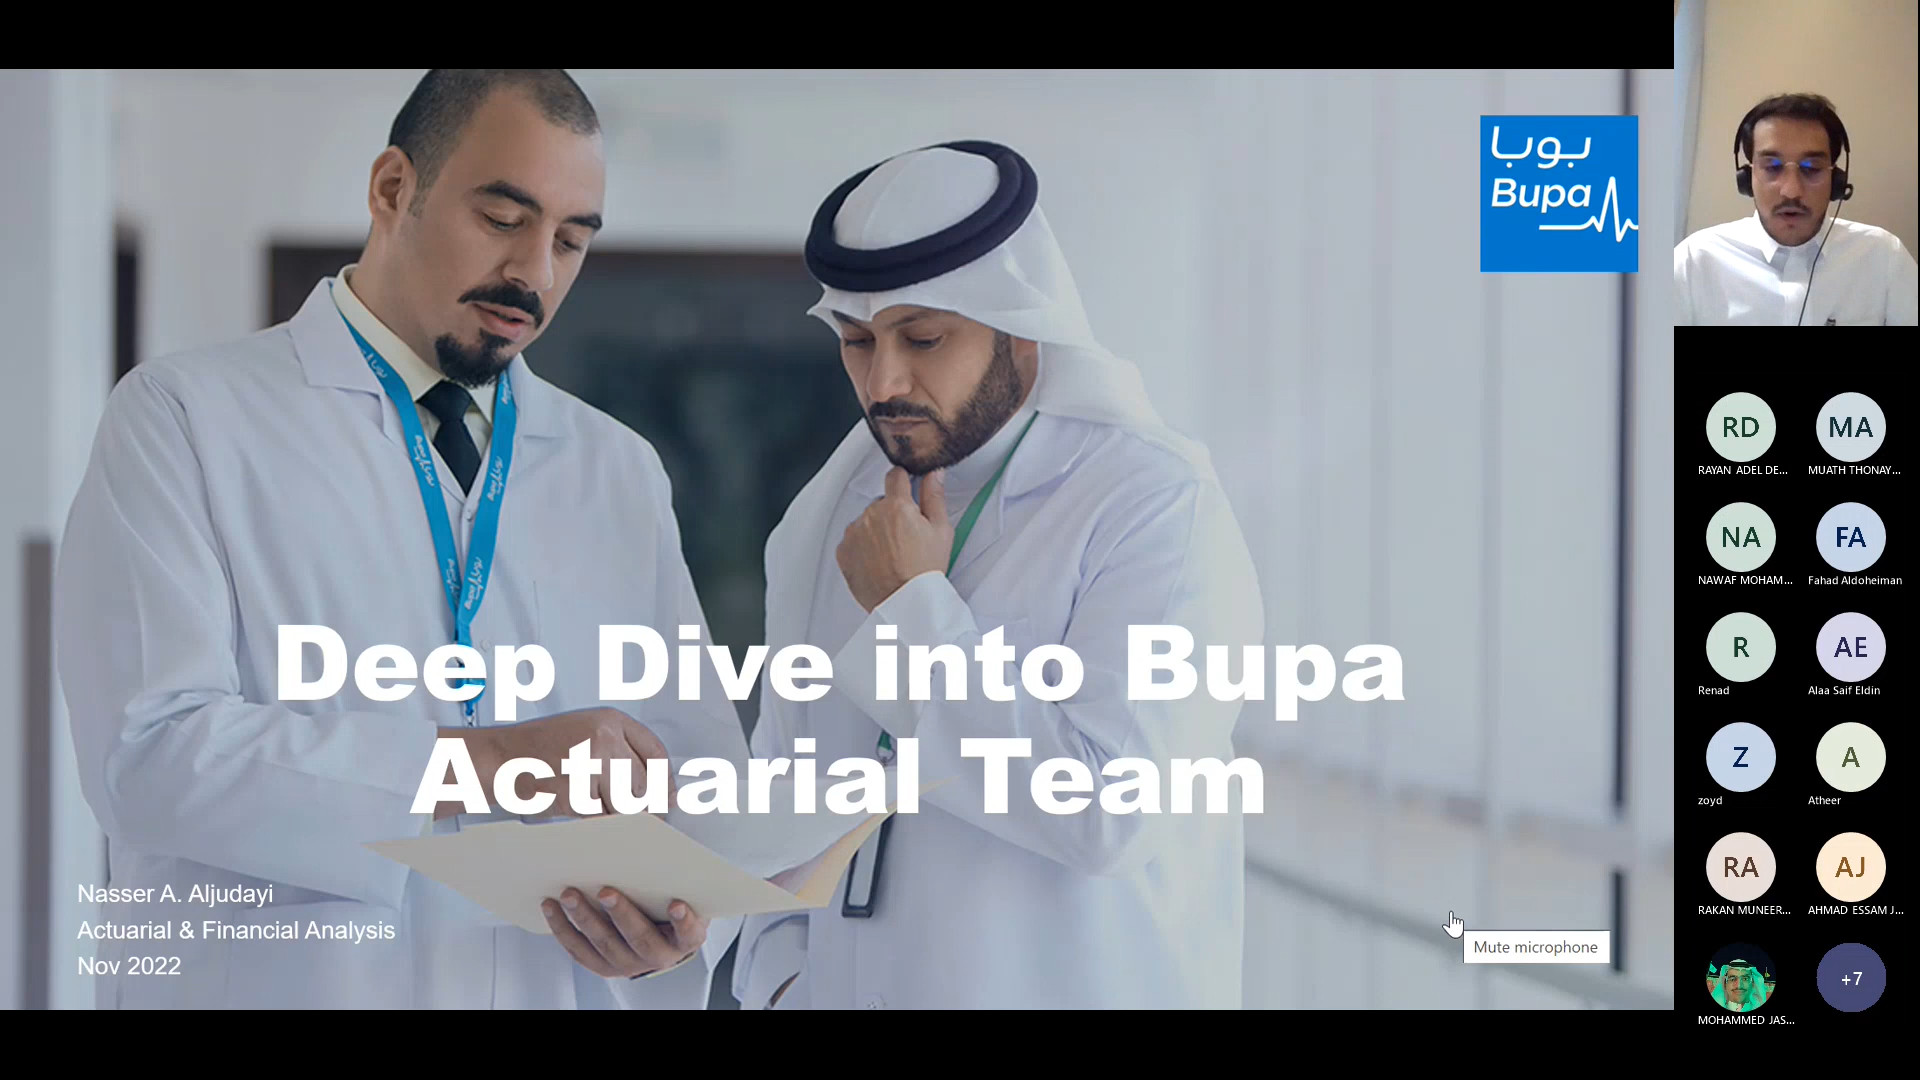 بوبا
Bupa
Deep Dive into Bupa
Actuarial Team
Nasser A. Aljudayi
Actuarial & Financial Analysis
Nov 2022
Mute microphone
RD
MA
RAYAN ADEL DE...
MUATH THONAY...
NA
FA
NAWAF MOHAM...
Fahad Aldoheiman
R
AE
Renad
Alaa Saif Eldin
Z
A
zoyd
Atheer
RA
AJ
RAKAN MUNEER...
AHMAD ESSAM J...
+7
MOHAMMED JAS...